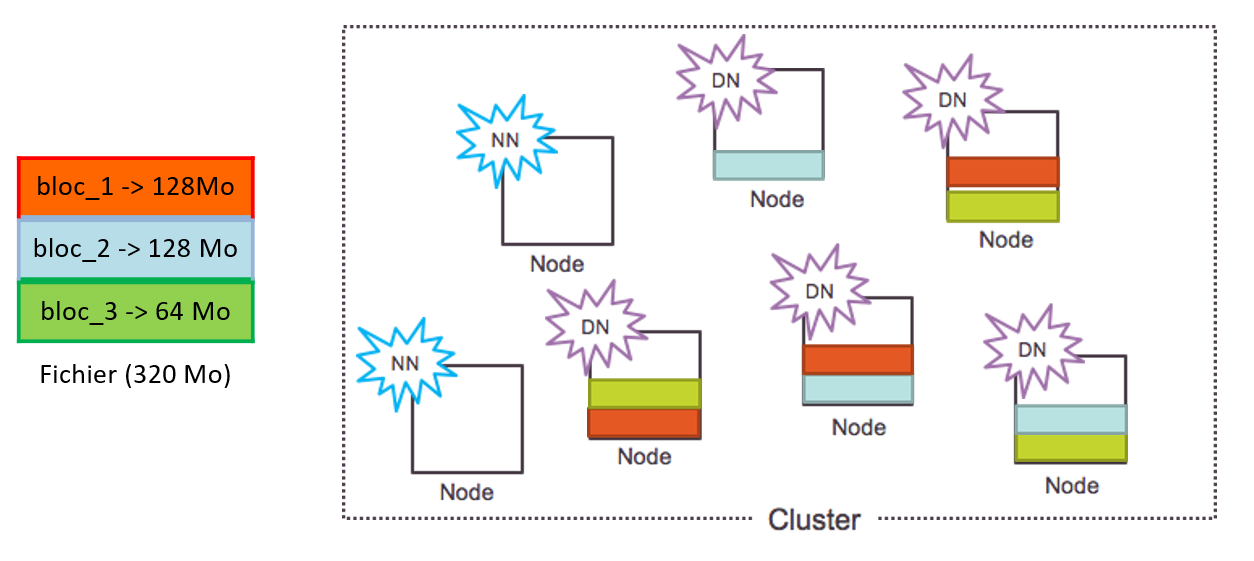 bloc_1 -> 128Mo
bloc_2 -> 128 Mo
bloc_3 -> 64 Mo
Fichier (320 Mo)
DN
Node
DN
Node
NN
Node
DN
Node
DN
Node
DN
Node
NN
Node
Cluster